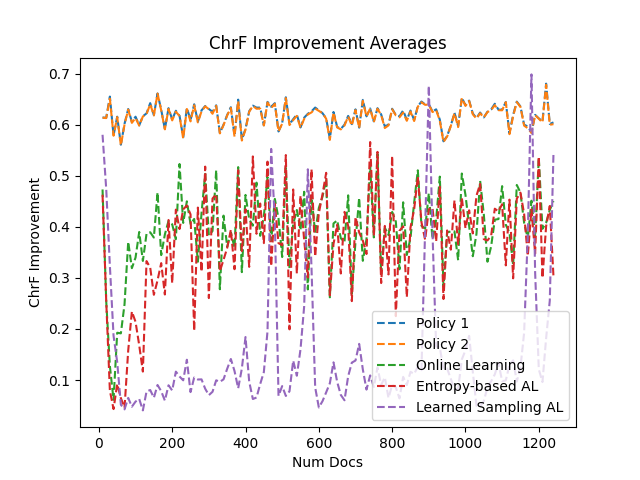 ChrF Improvement Averages
ChrF Improvement
0.7
0.6
0.5
0.4
0.3
0.2
0.1
0
200
400
600
800
1000
1200
Num Docs
Policy 1
Policy 2
Online Learning
Entropy-based AL
Learned Sampling AL